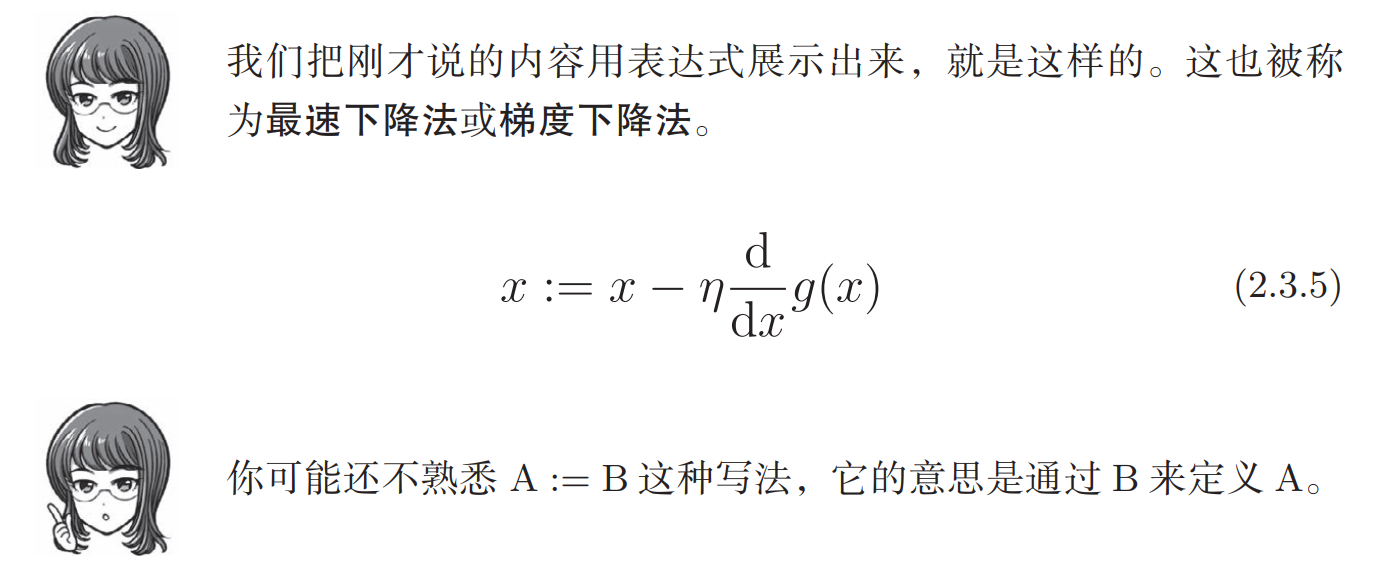 我们把刚才说的内容用表达式展示出来，就是这样的。这也被称
为最速下降法或梯度下降法。
$x := x - \eta \frac{\mathrm{d}}{\mathrm{d}x} g(x)$ (2.3.5)
你可能还不熟悉 A := B 这种写法，它的意思是通过 B 来定义 A。